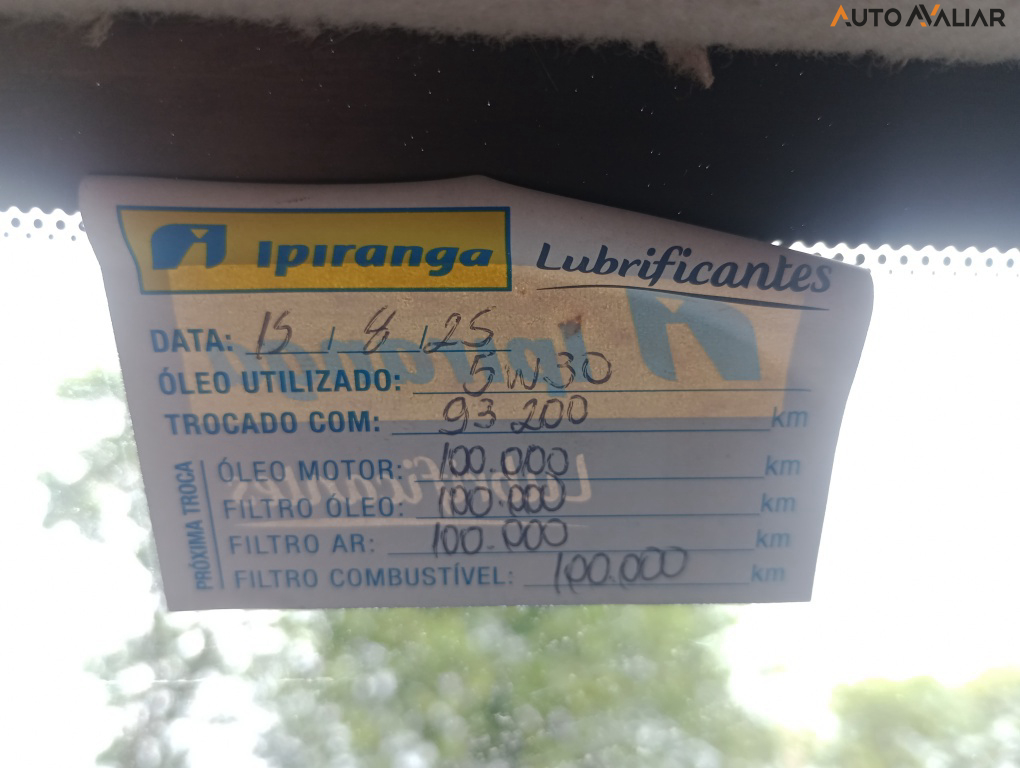 AUTO AVALIAR
Ipiranga Lubrificantes
DATA: 15 / 8 / 25
ÓLEO UTILIZADO: 5W30
TROCADO COM: 93 200 km
PRÓXIMA TROCA
ÓLEO MOTOR: 100.000 km
FILTRO ÓLEO: 100.000 km
FILTRO AR: 100.000 km
FILTRO COMBUSTÍVEL: 100.000 km
Ipiranga
Lubrificantes